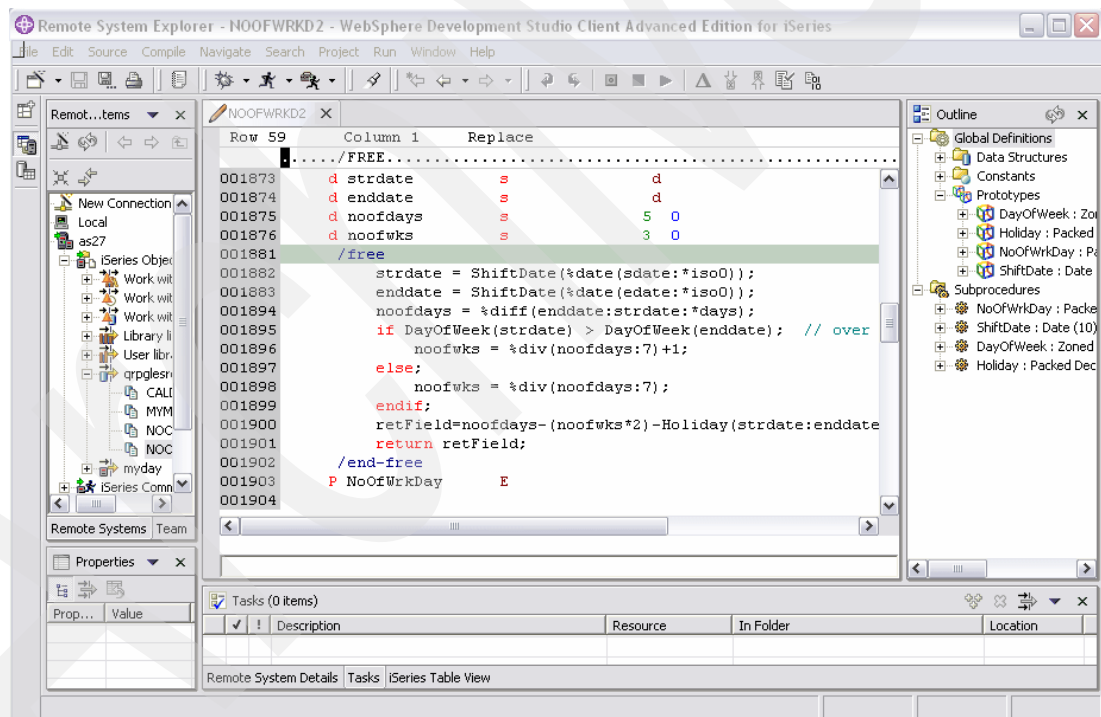 Remote System Explorer - NOOFWRKD2 - WebSphere Development Studio Client Advanced Edition for iSeries
File Edit Source Compile Navigate Search Project Run Window Help
Remot...tems
New Connection
Local
as27
iSeries Objec
Work wit
Work wit
Work wit
Library li
User libr
qrpglesr
CALE
MYM
NOC
NOC
myday
iSeries Comn
Remote Systems Team
Properties
Prop... Value
NOOFWRKD2
Row 59 Column 1 Replace
....../FREE......................................................
001873 d strdate s d
001874 d enddate s d
001875 d noofdays s 5 0
001876 d noofwks s 3 0
001881 /free
001882 strdate = ShiftDate(%date(sdate:*iso0));
001883 enddate = ShiftDate(%date(edate:*iso0));
001894 noofdays = %diff(enddate:strdate:*days);
001895 if DayOfWeek(strdate) > DayOfWeek(enddate); // over
001896 noofwks = %div(noofdays:7)+1;
001897 else;
001898 noofwks = %div(noofdays:7);
001899 endif;
001900 retField=noofdays-(noofwks*2)-Holiday(strdate:enddate
001901 return retField;
001902 /end-free
001903 P NoOfWrkDay E
001904
Outline
Global Definitions
Data Structures
Constants
Prototypes
DayOfWeek : Zo
Holiday : Packed
NoOfWrkDay : Pa
ShiftDate : Date
Subprocedures
NoOfWrkDay : Packe
ShiftDate : Date (10)
DayOfWeek : Zoned
Holiday : Packed Dec
Tasks (0 items)
! Description Resource In Folder Location
Remote System Details Tasks iSeries Table View